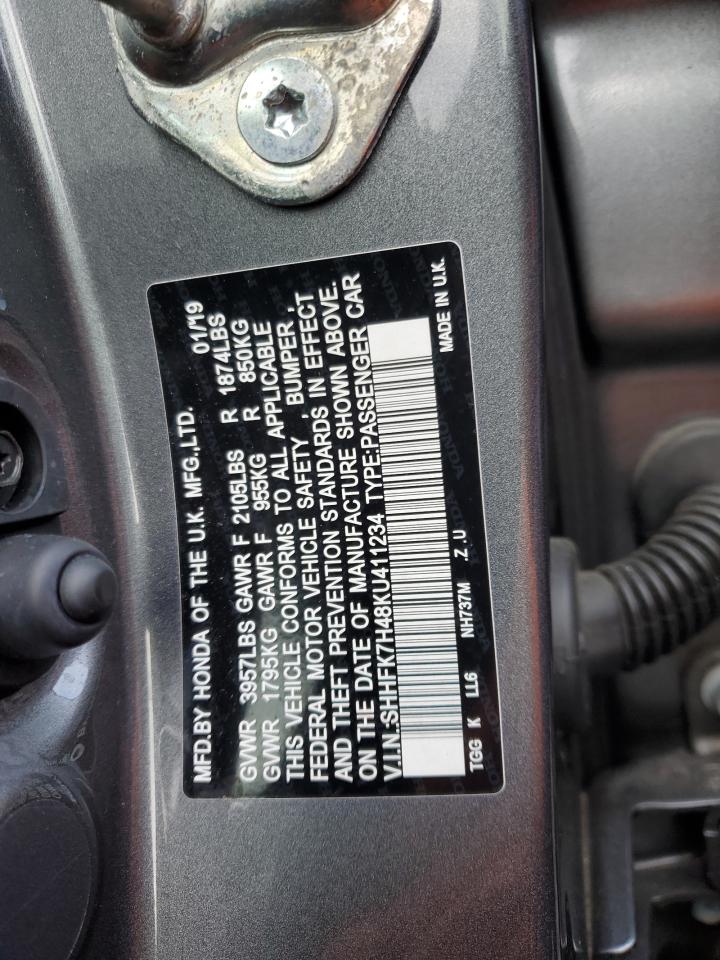 MFD.BY HONDA OF THE U.K. MFG.,LTD. 01/19
GVWR 3957LBS GAWR F 2105LBS R 1874LBS
GVWR 1795KG GAWR F 955KG R 850KG
THIS VEHICLE CONFORMS TO ALL APPLICABLE
FEDERAL MOTOR VEHICLE SAFETY, BUMPER,
AND THEFT PREVENTION STANDARDS IN EFFECT
ON THE DATE OF MANUFACTURE SHOWN ABOVE.
V.I.N.:SHHFK7H48KU411234 TYPE:PASSENGER CAR
TGG K LL6 NH737M .Z .U MADE IN U.K.